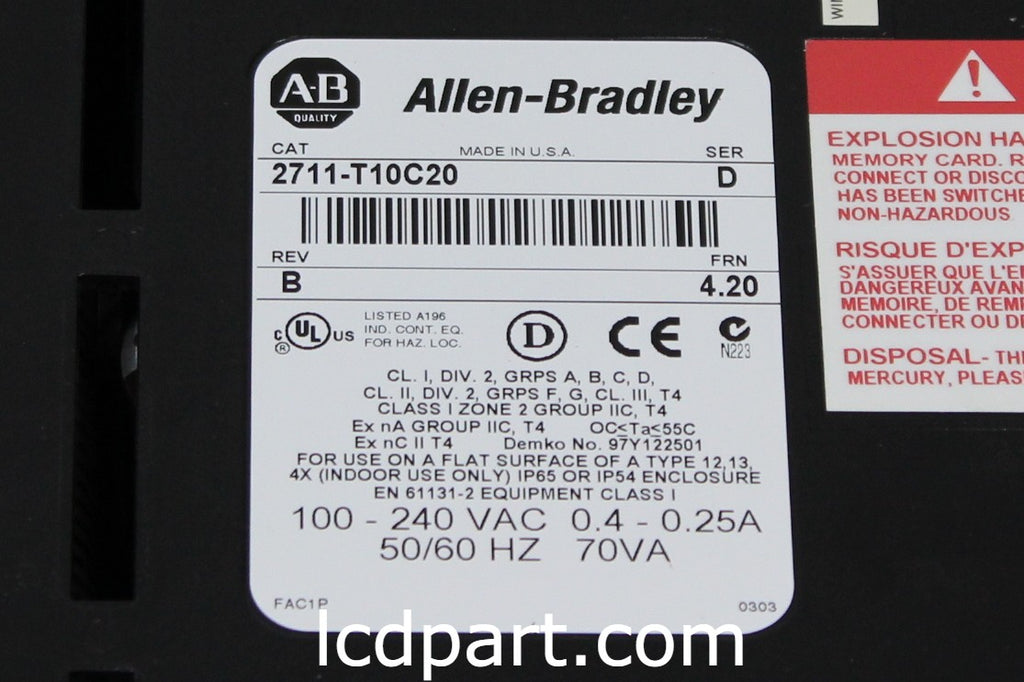 WIN
A-B
QUALITY
Allen-Bradley
CAT MADE IN U.S.A. SER
2711-T10C20 D
REV FRN
B 4.20
C UL US
®
LISTED A196
IND. CONT. EQ.
FOR HAZ. LOC.
D
CE
N223
CL. I, DIV. 2, GRPS A, B, C, D,
CL. II, DIV. 2, GRPS F, G, CL. III, T4
CLASS I ZONE 2 GROUP IIC, T4
Ex nA GROUP IIC, T4 OC≤Ta≤55C
Ex nC II T4 Demko No. 97Y122501
FOR USE ON A FLAT SURFACE OF A TYPE 12,13,
4X (INDOOR USE ONLY) IP65 OR IP54 ENCLOSURE
EN 61131-2 EQUIPMENT CLASS I
100 - 240 VAC 0.4 - 0.25A
50/60 HZ 70VA
FAC1P 0303
EXPLOSION HA
MEMORY CARD. R
CONNECT OR DISCO
HAS BEEN SWITCHE
NON-HAZARDOUS
RISQUE D'EXP
S'ASSUER QUE L'E
DANGEREUX AVAN
MEMOIRE, DE REM
CONNECTER OU D
DISPOSAL- TH
MERCURY, PLEAS
lcdpart.com